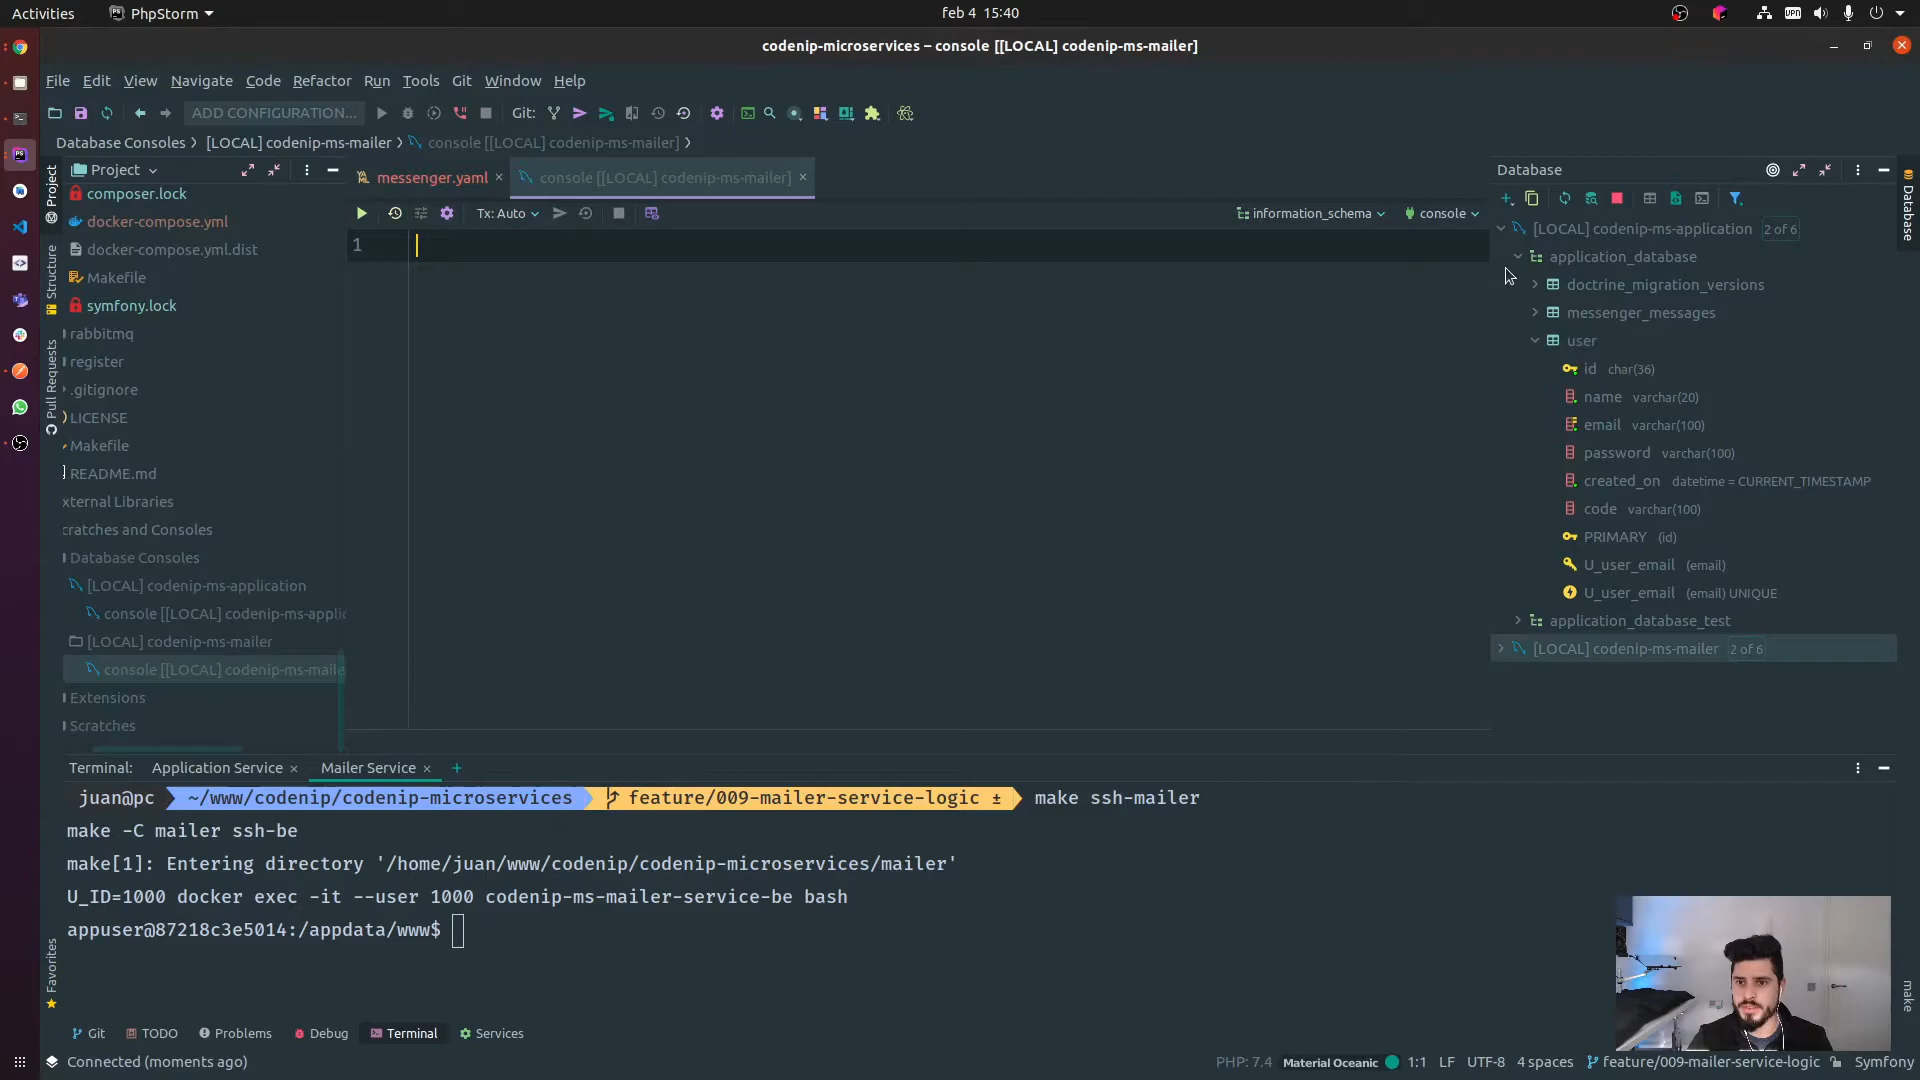 Activities
PhpStorm
feb 4 15:40
codenip-microservices – console [[LOCAL] codenip-ms-mailer]
File Edit View Navigate Code Refactor Run Tools Git Window Help
ADD CONFIGURATION...
Git:
Database Consoles
[LOCAL] codenip-ms-mailer
console [[LOCAL] codenip-ms-mailer]
Project
composer.lock
docker-compose.yml
docker-compose.yml.dist
Makefile
symfony.lock
rabbitmq
register
.gitignore
LICENSE
Makefile
README.md
xternal Libraries
cratches and Consoles
Database Consoles
[LOCAL] codenip-ms-application
console [[LOCAL] codenip-ms-applic
[LOCAL] codenip-ms-mailer
console [[LOCAL] codenip-ms-maile
Extensions
Scratches
Project
Structure
Pull Requests
Favorites
messenger.yaml
console [[LOCAL] codenip-ms-mailer]
Tx: Auto
information_schema
console
1
Database
[LOCAL] codenip-ms-application 2 of 6
application_database
doctrine_migration_versions
messenger_messages
user
id char(36)
name varchar(20)
email varchar(100)
password varchar(100)
created_on datetime = CURRENT_TIMESTAMP
code varchar(100)
PRIMARY (id)
U_user_email (email)
U_user_email (email) UNIQUE
application_database_test
[LOCAL] codenip-ms-mailer 2 of 6
Database
make
Terminal: Application Service Mailer Service
juan@pc ~/www/codenip/codenip-microservices feature/009-mailer-service-logic ± make ssh-mailer
make -C mailer ssh-be
make[1]: Entering directory '/home/juan/www/codenip/codenip-microservices/mailer'
U_ID=1000 docker exec -it --user 1000 codenip-ms-mailer-service-be bash
appuser@87218c3e5014:/appdata/www$
Git TODO Problems Debug Terminal Services
Connected (moments ago)
PHP: 7.4 Material Oceanic 1:1 LF UTF-8 4 spaces feature/009-mailer-service-logic Symfony